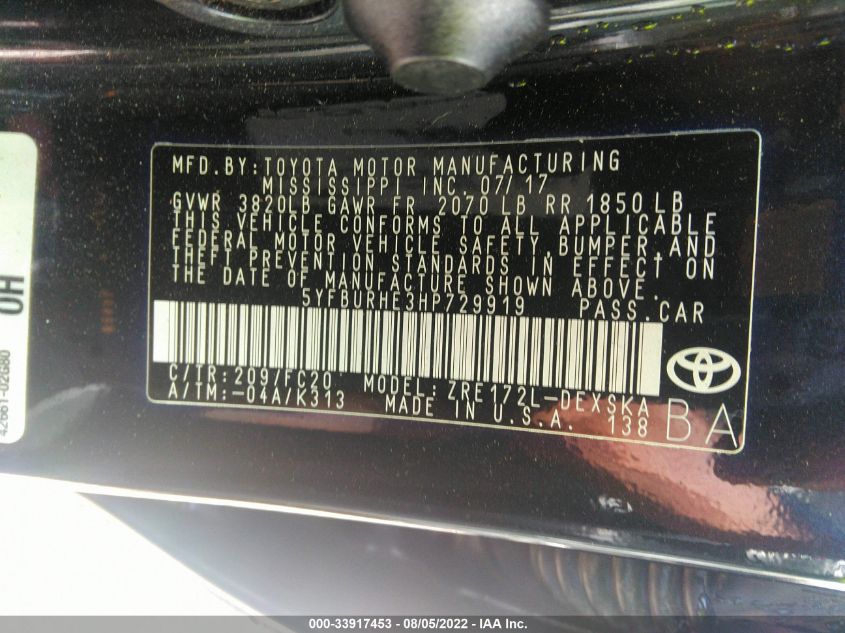 MFD.BY:TOYOTA MOTOR MANUFACTURING
MISSISSIPPI INC. 07/17
GVWR 3820LB GAWR FR 2070 LB RR 1850 LB
THIS VEHICLE CONFORMS TO ALL APPLICABLE
FEDERAL MOTOR VEHICLE SAFETY, BUMPER, AND
THEFT PREVENTION STANDARDS IN EFFECT ON
THE DATE OF MANUFACTURE SHOWN ABOVE.
5YFBURHE3HP729919 PASS.CAR
C/TR:209/FC20 MODEL:ZRE172L-DEXSKA
A/TM:-04A/K313 MADE IN U.S.A. 138
BA
OH
42661-02G80
000-33917453 - 08/05/2022 - IAA Inc.